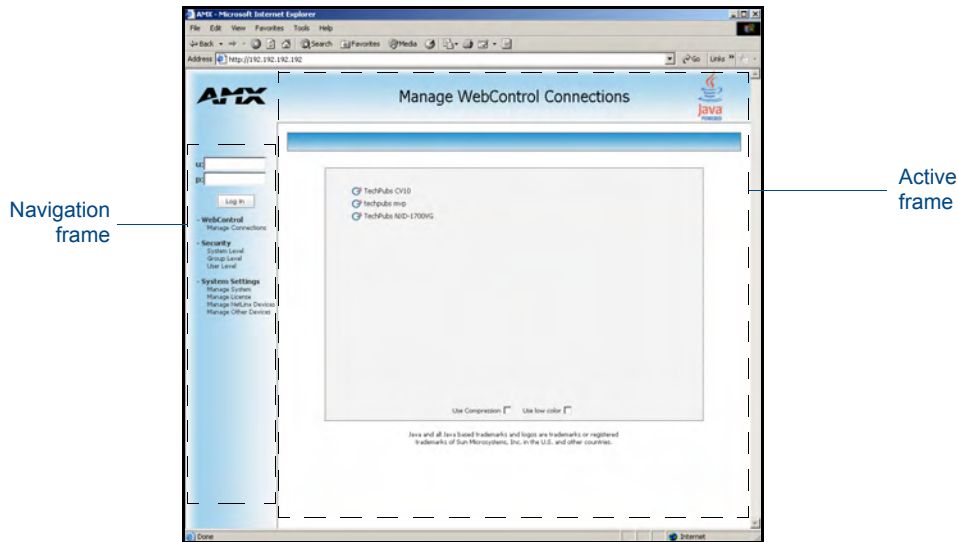 AMX - Microsoft Internet Explorer
File Edit View Favorites Tools Help
Back Search Favorites Media
Address http://192.192.192.192 Go Links »
AMX
Manage WebControl Connections
Java
POWERED
u:
p:
Log in
- WebControl
Manage Connections
- Security
System Level
Group Level
User Level
- System Settings
Manage System
Manage License
Manage NetLinx Devices
Manage Other Devices
TechPubs CV10
techpubs mvp
TechPubs NXD-1700VG
Use Compression Use low color
Java and all Java based trademarks and logos are trademarks or registered
trademarks of Sun Microsystems, Inc. in the U.S. and other countries.
Done Internet
Navigation
frame
Active
frame